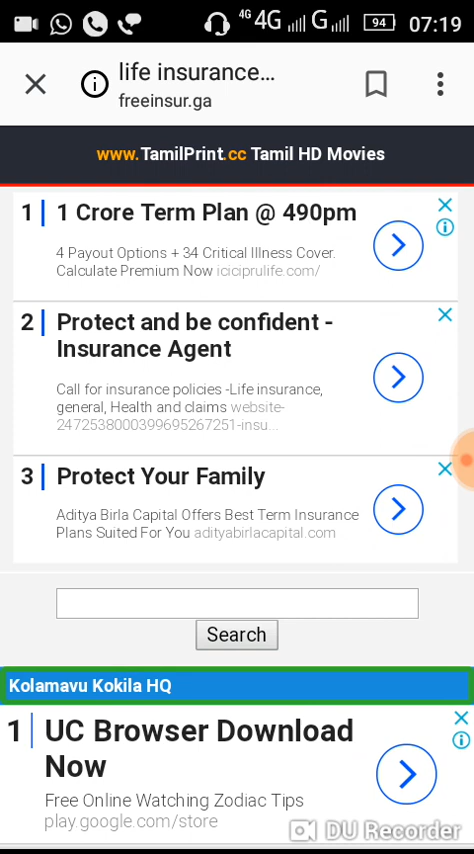 4G 4G G 94 07:19
life insurance...
freeinsur.ga
www.TamilPrint.cc Tamil HD Movies
1 1 Crore Term Plan @ 490pm
4 Payout Options + 34 Critical Illness Cover.
Calculate Premium Now iciciprulife.com/
2 Protect and be confident -
Insurance Agent
Call for insurance policies -Life insurance,
general, Health and claims website-
2472538000399695267251-insu...
3 Protect Your Family
Aditya Birla Capital Offers Best Term Insurance
Plans Suited For You adityabirlacapital.com
Search
Kolamavu Kokila HQ
1 UC Browser Download
Now
Free Online Watching Zodiac Tips
play.google.com/store
DU Recorder